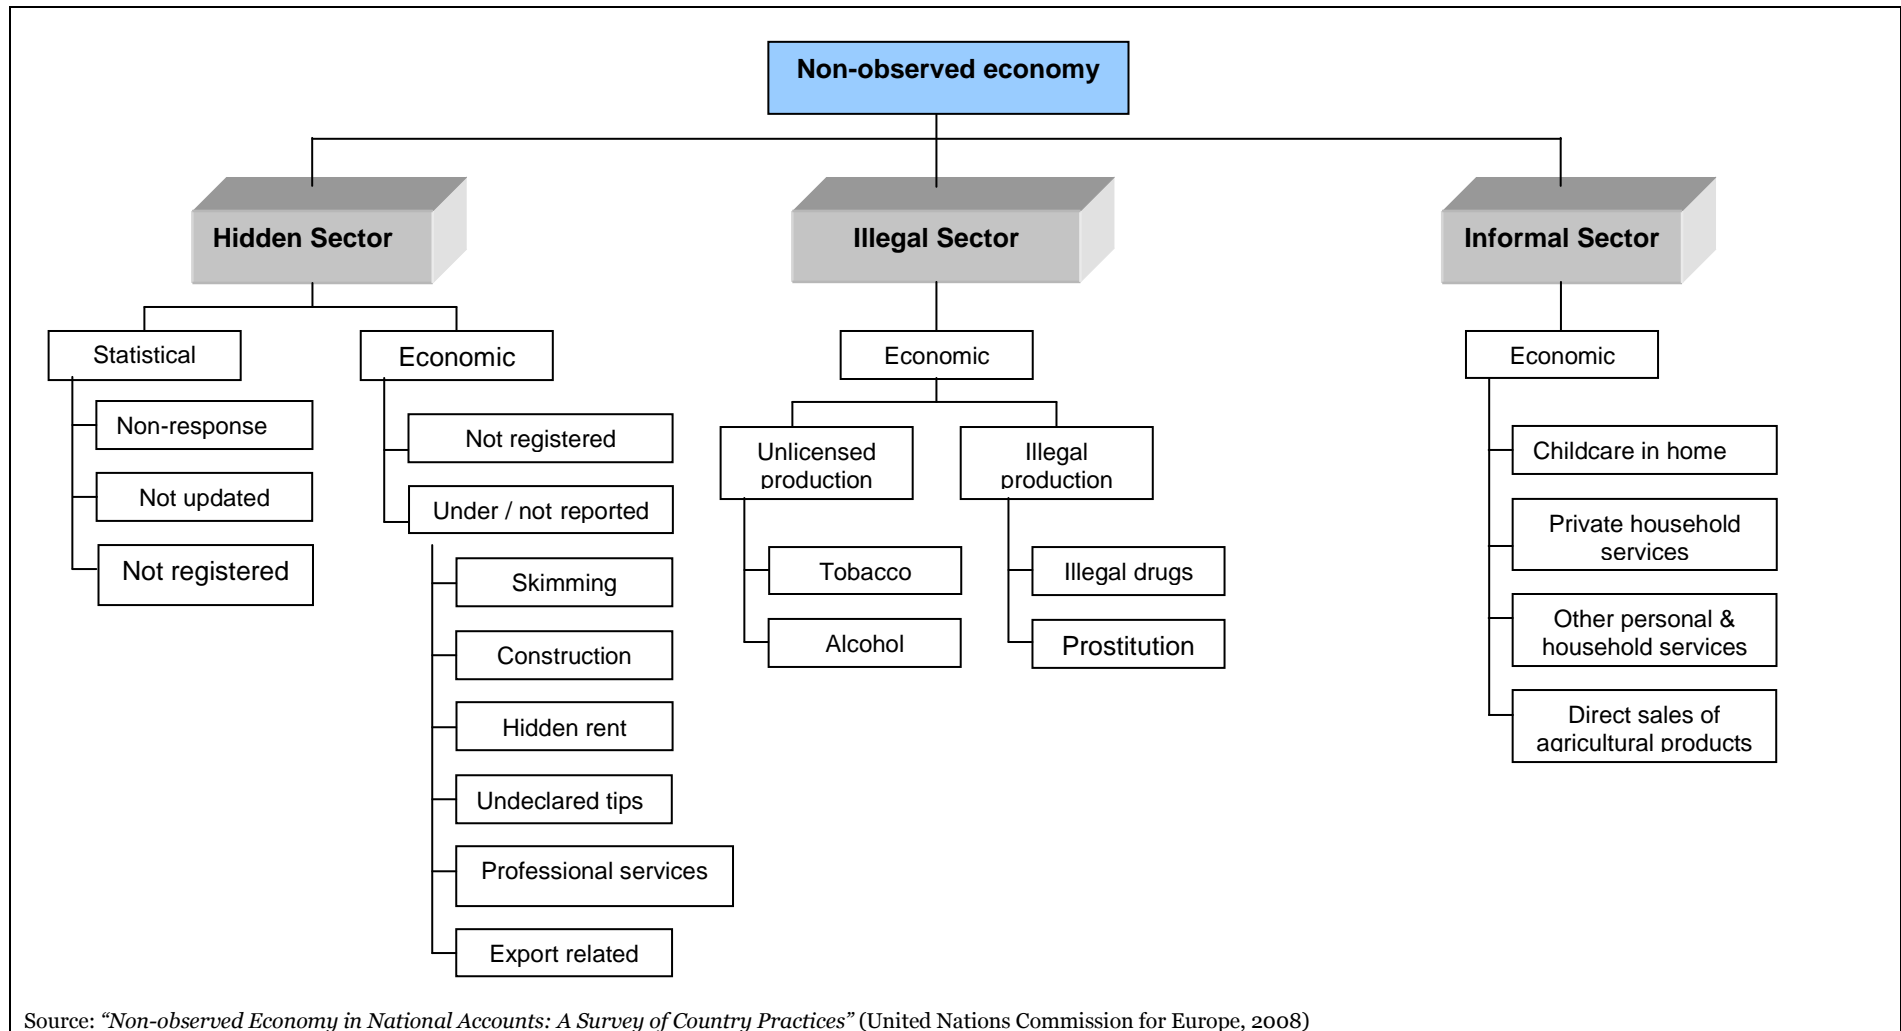 Non-observed economy
Hidden Sector
Illegal Sector
Informal Sector
Statistical
Economic
Economic
Economic
Non-response
Not updated
Not registered
Not registered
Under / not reported
Skimming
Construction
Hidden rent
Undeclared tips
Professional services
Export related
Unlicensed
production
Tobacco
Alcohol
Illegal
production
Illegal drugs
Prostitution
Childcare in home
Private household
services
Other personal &
household services
Direct sales of
agricultural products
Source: “Non-observed Economy in National Accounts: A Survey of Country Practices” (United Nations Commission for Europe, 2008)